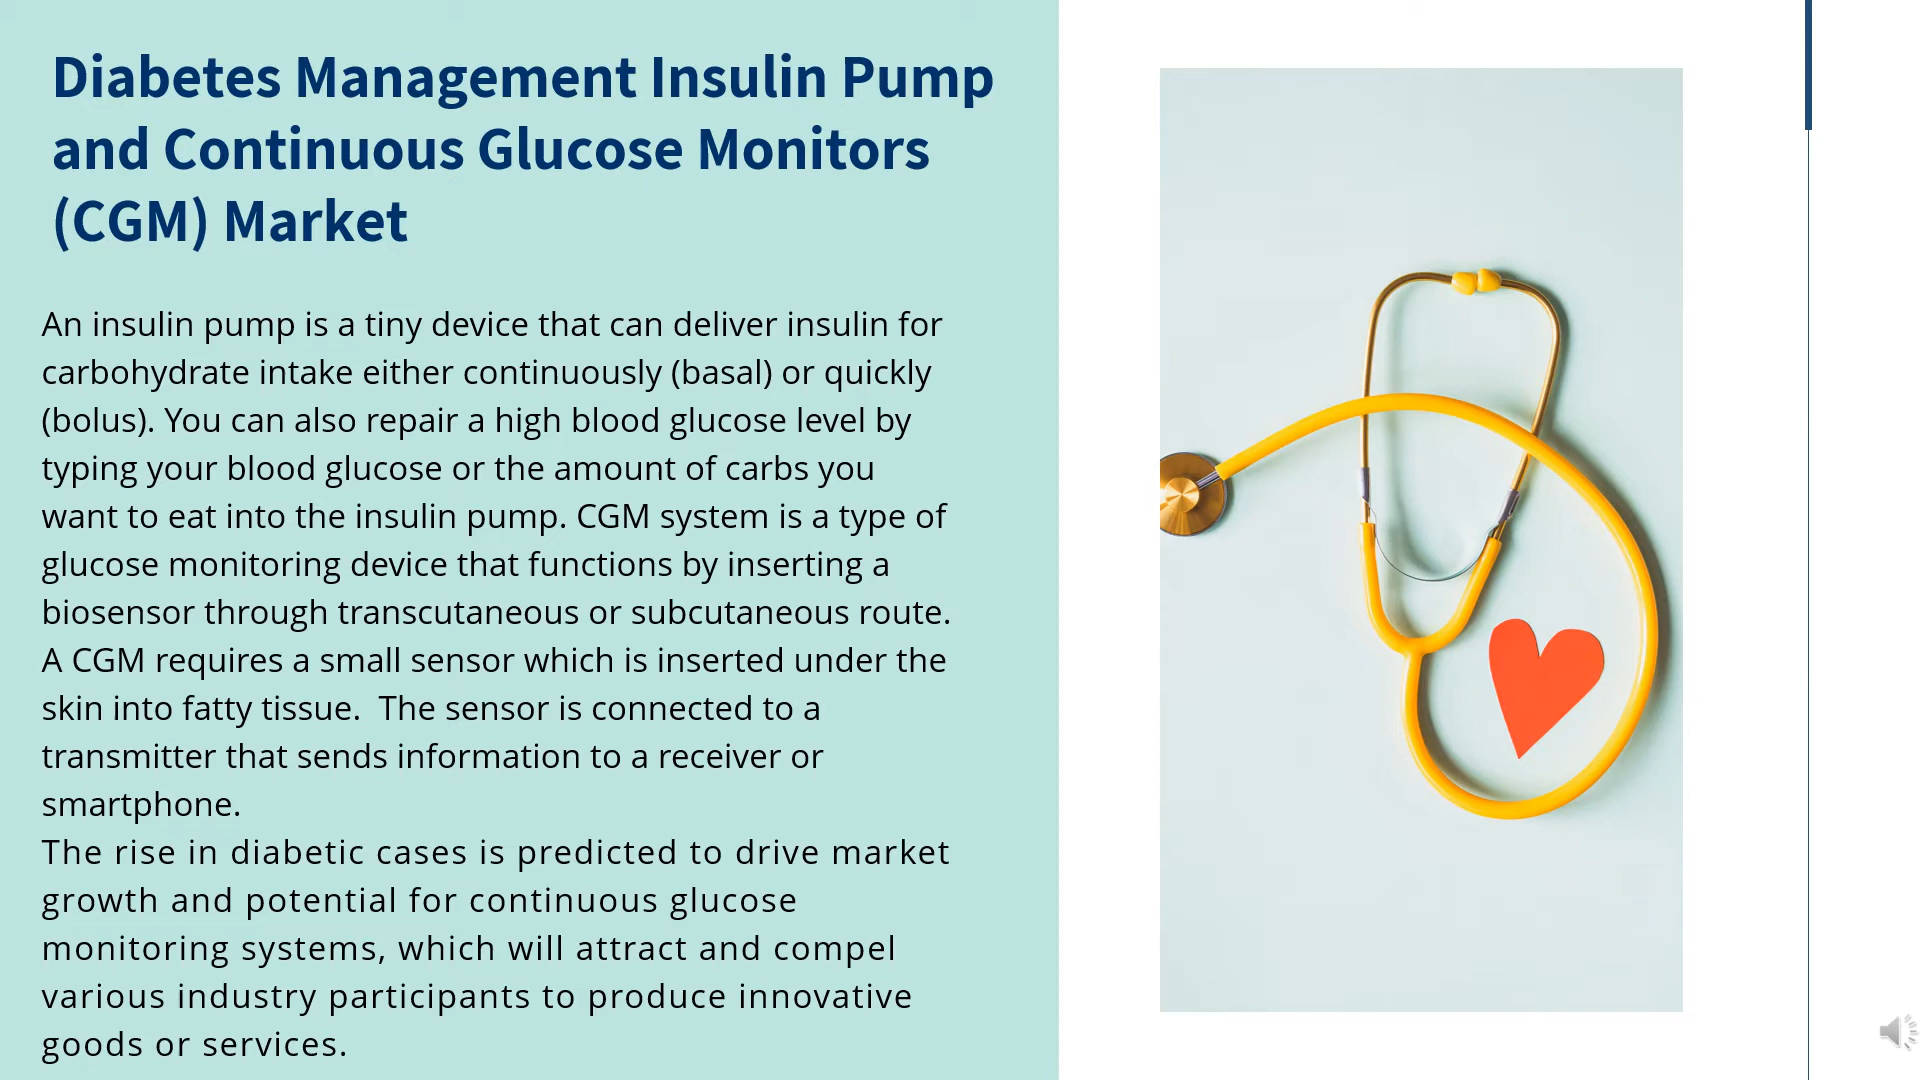 Diabetes Management Insulin Pump
and Continuous Glucose Monitors
(CGM) Market
An insulin pump is a tiny device that can deliver insulin for
carbohydrate intake either continuously (basal) or quickly
(bolus). You can also repair a high blood glucose level by
typing your blood glucose or the amount of carbs you
want to eat into the insulin pump. CGM system is a type of
glucose monitoring device that functions by inserting a
biosensor through transcutaneous or subcutaneous route.
A CGM requires a small sensor which is inserted under the
skin into fatty tissue.  The sensor is connected to a
transmitter that sends information to a receiver or
smartphone.
The rise in diabetic cases is predicted to drive market
growth and potential for continuous glucose
monitoring systems, which will attract and compel
various industry participants to produce innovative
goods or services.